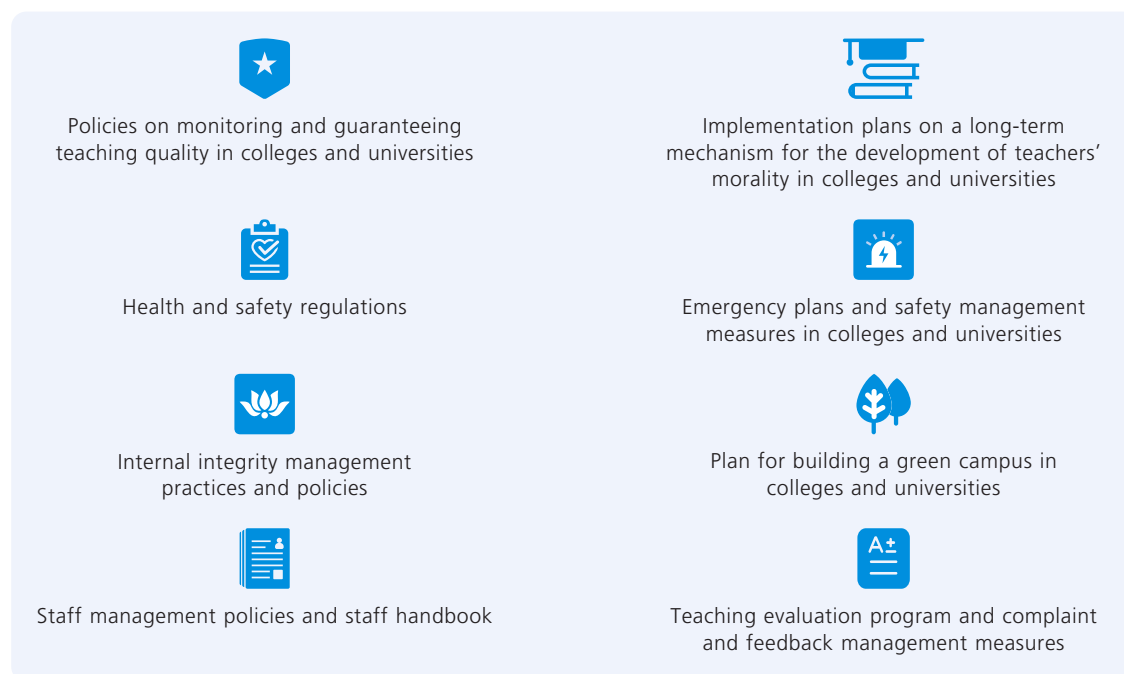 Policies on monitoring and guaranteeing
teaching quality in colleges and universities
Implementation plans on a long-term
mechanism for the development of teachers’
morality in colleges and universities
Health and safety regulations
Emergency plans and safety management
measures in colleges and universities
Internal integrity management
practices and policies
Plan for building a green campus in
colleges and universities
Staff management policies and staff handbook
A±
Teaching evaluation program and complaint
and feedback management measures